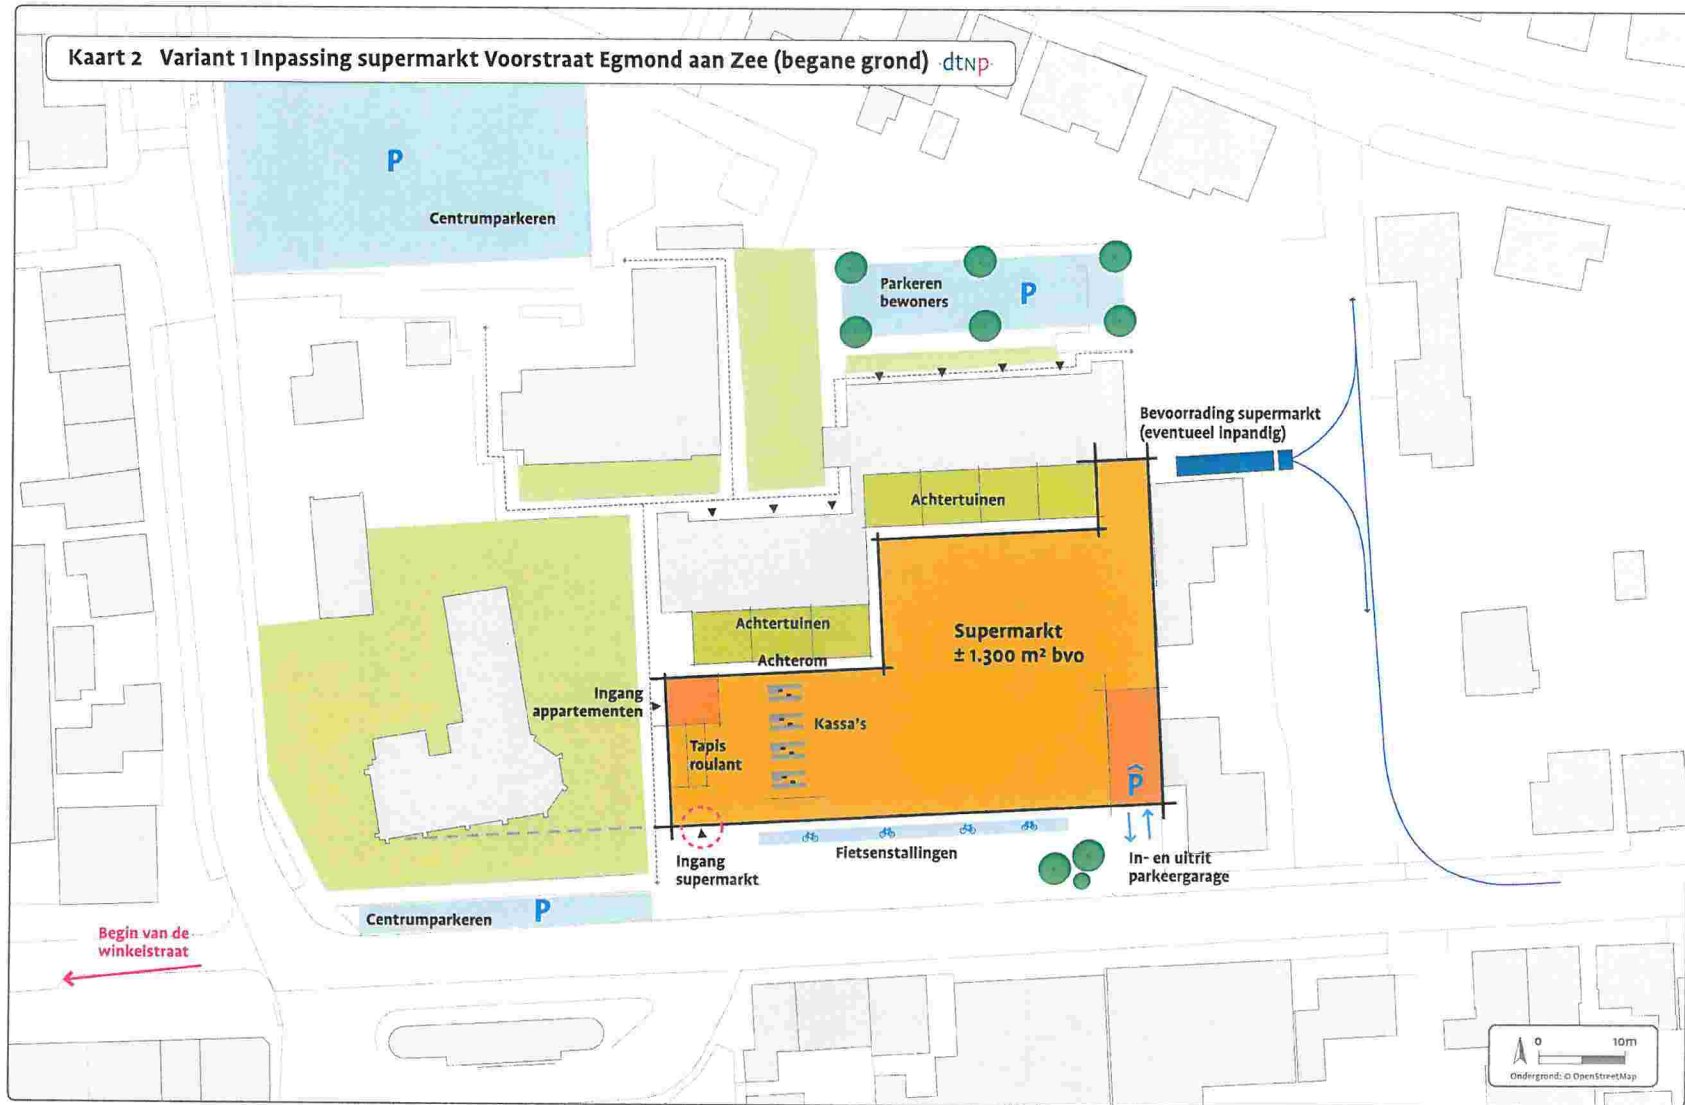 Kaart 2 Variant 1 Inpassing supermarkt Voorstraat Egmond aan Zee (begane grond) ·dtNp·
P
Centrumparkeren
Parkeren
bewoners
P
Bevoorrading supermarkt
(eventueel inpandig)
Achtertuinen
Achtertuinen
Achterom
Supermarkt
± 1.300 m² bvo
Ingang
appartementen
Kassa's
Tapis
roulant
P
Ingang
supermarkt
Fietsenstallingen
In- en uitrit
parkeergarage
Centrumparkeren
P
Begin van de
winkelstraat
0 10m
Ondergrond: © OpenStreetMap